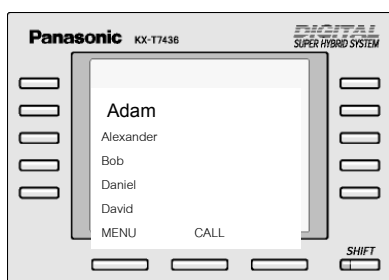 Panasonic KX-T7436
DIGITAL
SUPER HYBRID SYSTEM
Adam
Alexander
Bob
Daniel
David
MENU CALL
SHIFT